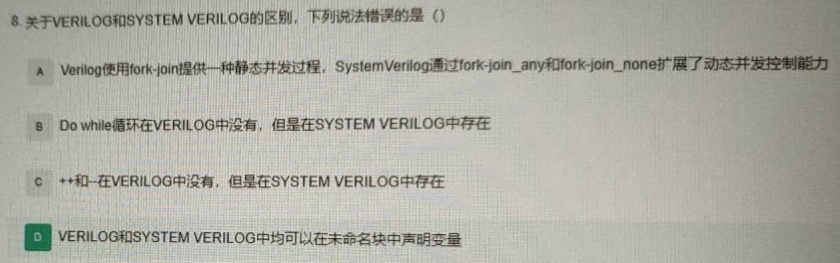 8. 关于VERILOG和SYSTEM VERILOG的区别，下列说法错误的是（）
A Verilog使用fork-join提供一种静态并发过程，SystemVerilog通过fork-join_any和fork-join_none扩展了动态并发控制能力
B Do while循环在VERILOG中没有，但是在SYSTEM VERILOG中存在
C ++和--在VERILOG中没有，但是在SYSTEM VERILOG中存在
D VERILOG和SYSTEM VERILOG中均可以在未命名块中声明变量